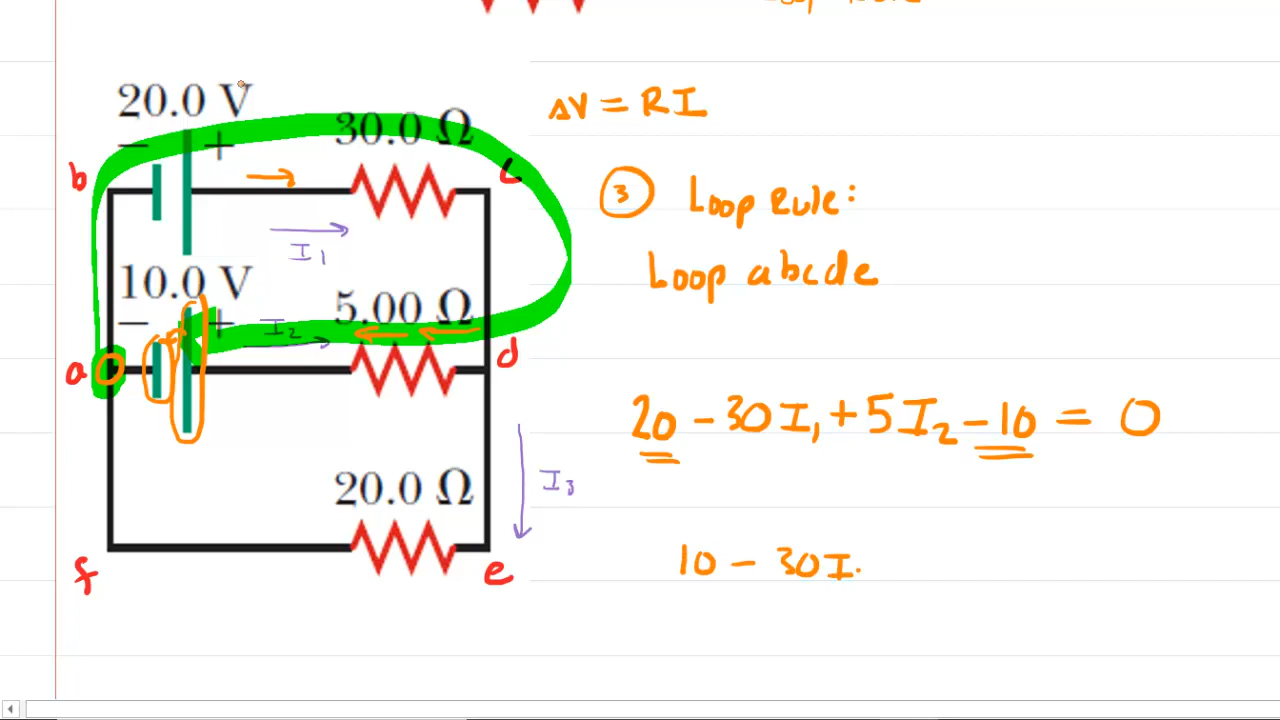 20.0 V
30.0 Ω
− +
b
c
I₁
10.0 V
5.00 Ω
− +
I₂
a
d
20.0 Ω
I₃
f
e
ΔV = RI
③ Loop Rule:
Loop abcde
20 − 30I₁ + 5I₂ − 10 = 0
10 − 30I